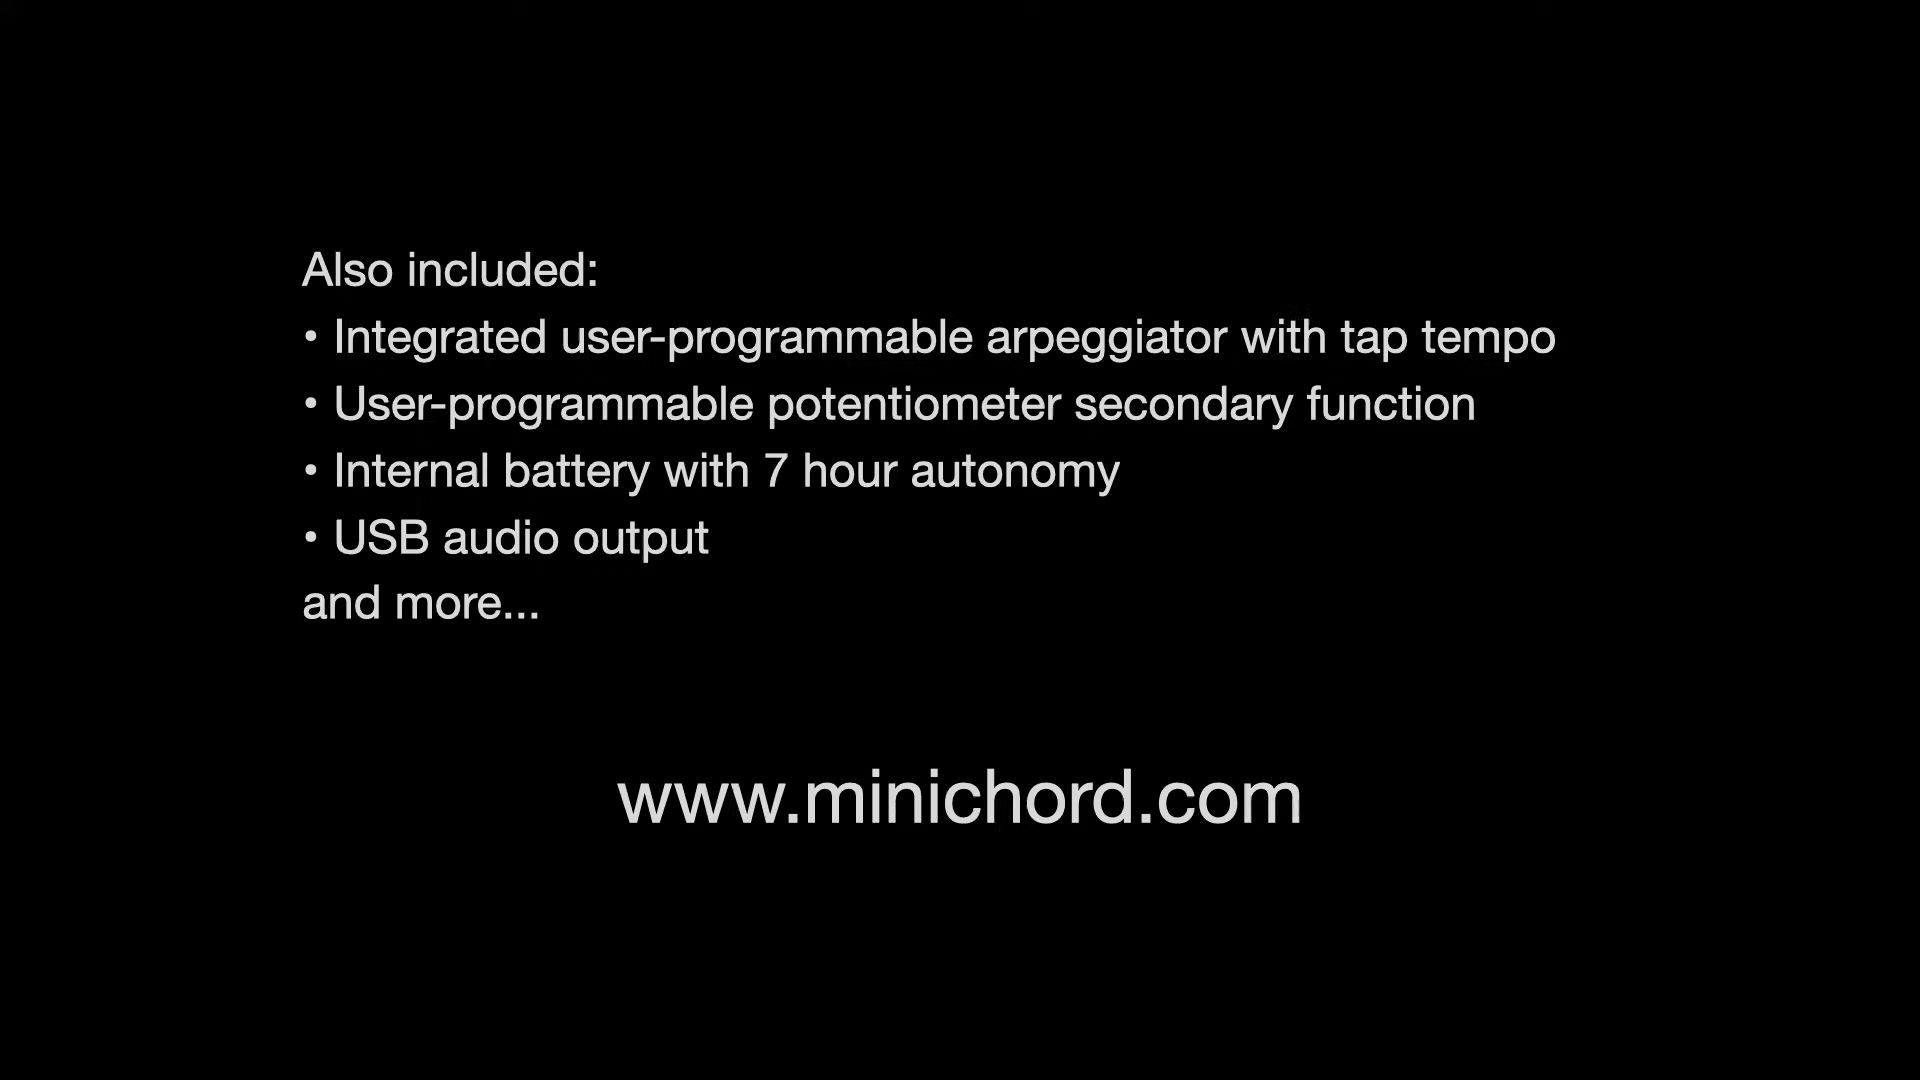 Also included:
• Integrated user-programmable arpeggiator with tap tempo
• User-programmable potentiometer secondary function
• Internal battery with 7 hour autonomy
• USB audio output
and more...
www.minichord.com